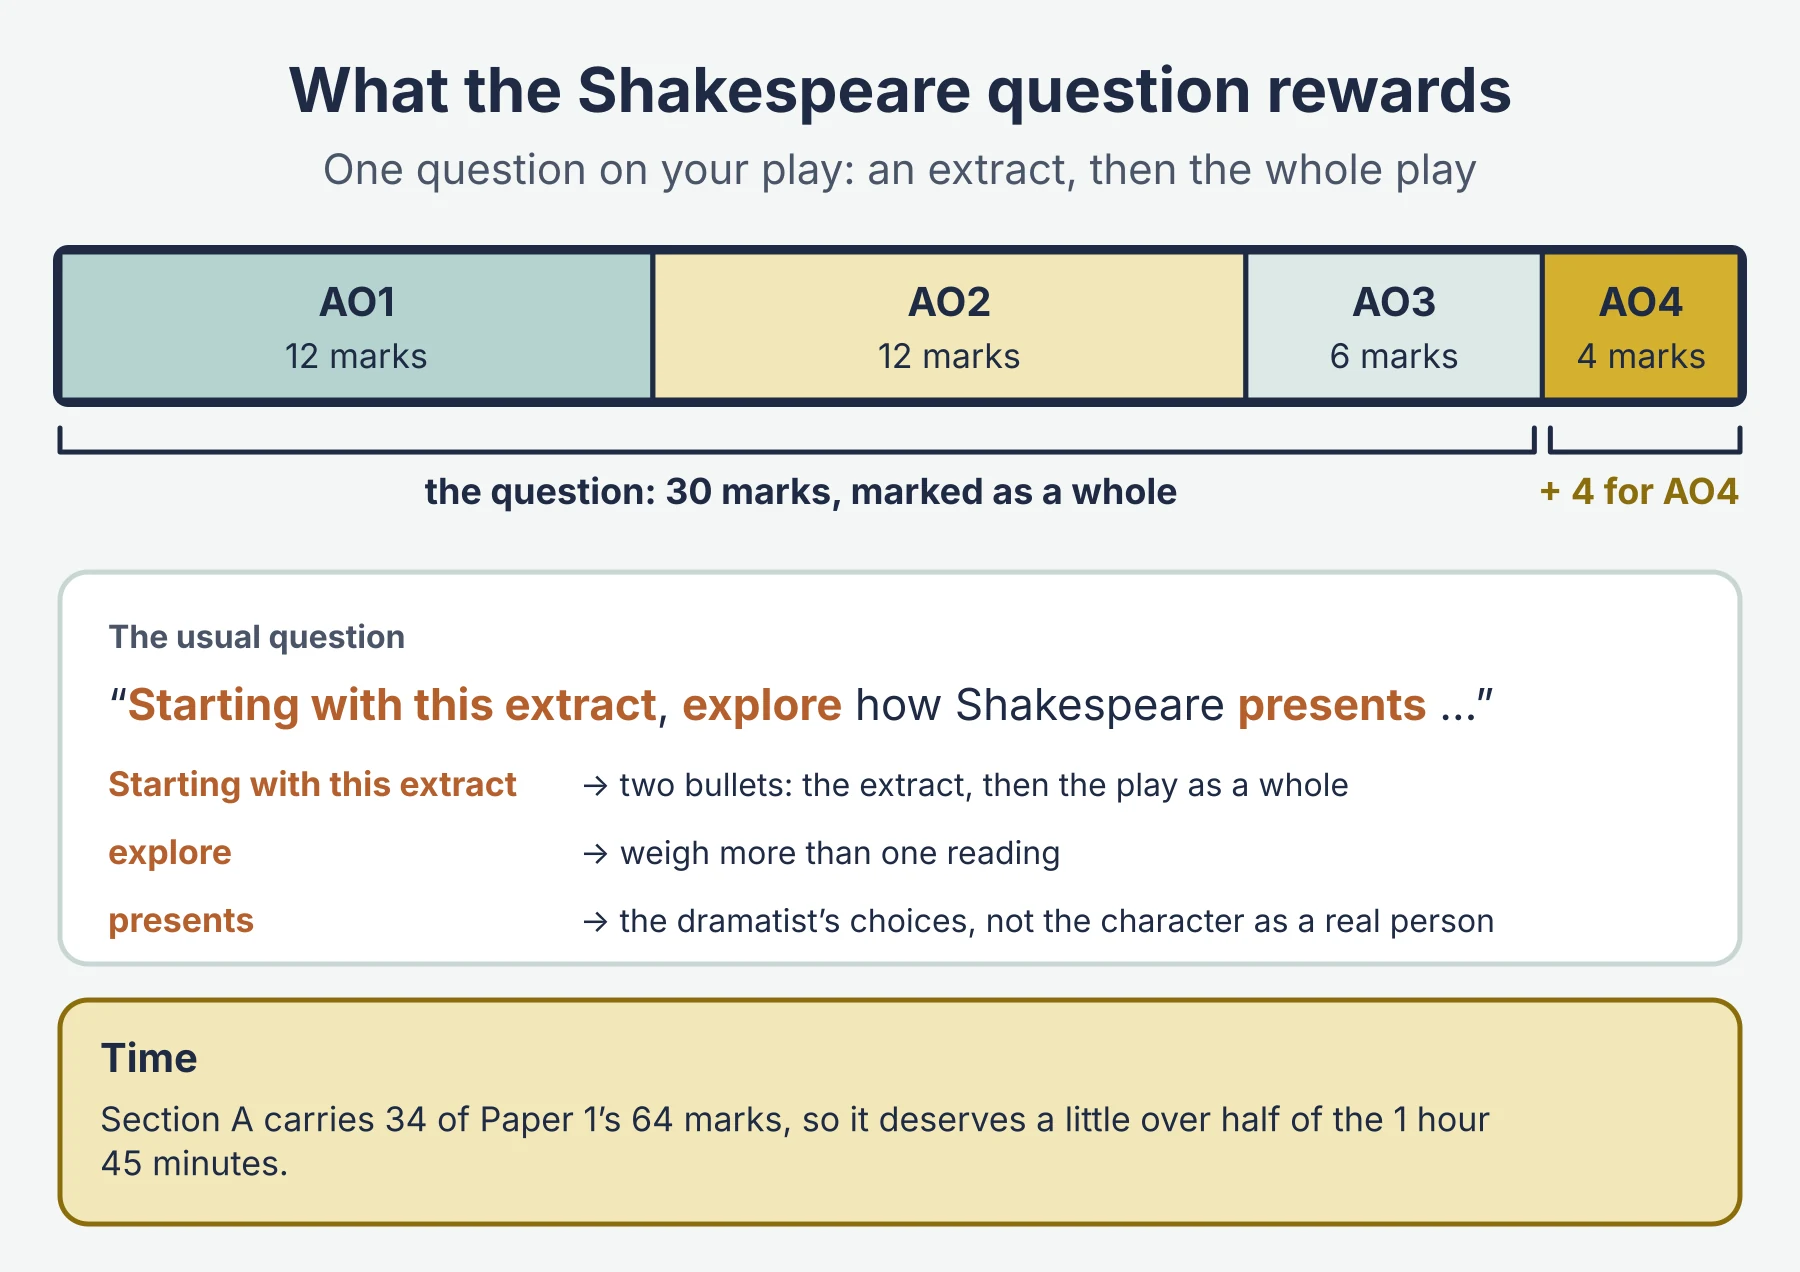 What the Shakespeare question rewards
One question on your play: an extract, then the whole play
AO1 AO2 AO3 AO4
12 marks 12 marks 6 marks 4 marks
the question: 30 marks, marked as a whole + 4 for AO4
The usual question
“Starting with this extract, explore how Shakespeare presents …”
Starting with this extract → two bullets: the extract, then the play as a whole
explore → weigh more than one reading
presents → the dramatist’s choices, not the character as a real person
Time
Section A carries 34 of Paper 1’s 64 marks, so it deserves a little over half of the 1 hour
45 minutes.